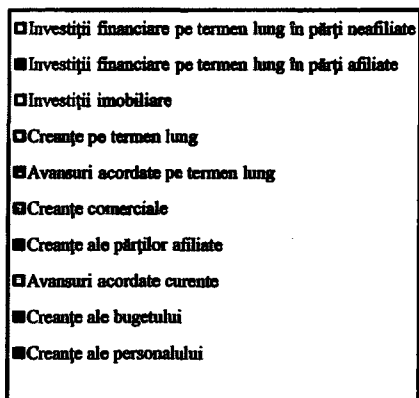 Investiții financiare pe termen lung în părți neafiliate
Investiții financiare pe termen lung în părți afiliate
Investiții imobiliare
Creanțe pe termen lung
Avansuri acordate pe termen lung
Creanțe comerciale
Creanțe ale părților afiliate
Avansuri acordate curente
Creanțe ale bugetului
Creanțe ale personalului